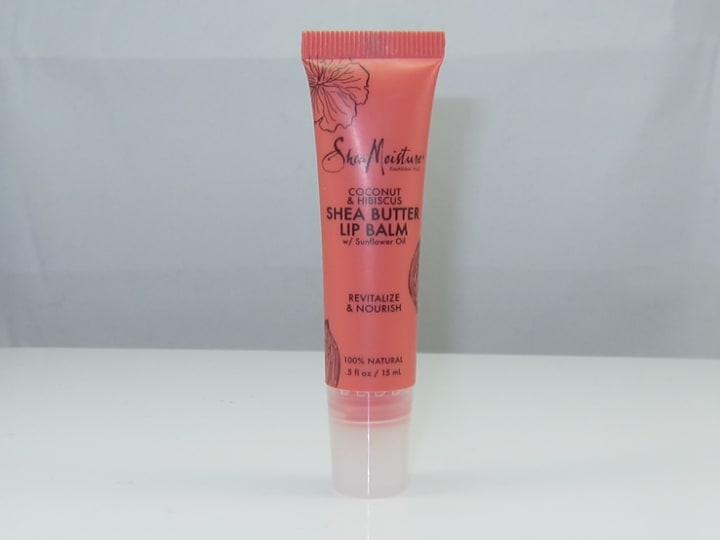 SheaMoisture®
COCONUT
& HIBISCUS
SHEA BUTTER
LIP BALM
w/ Sunflower Oil
REVITALIZE
& NOURISH
100% NATURAL
.5 fl oz / 15 mL